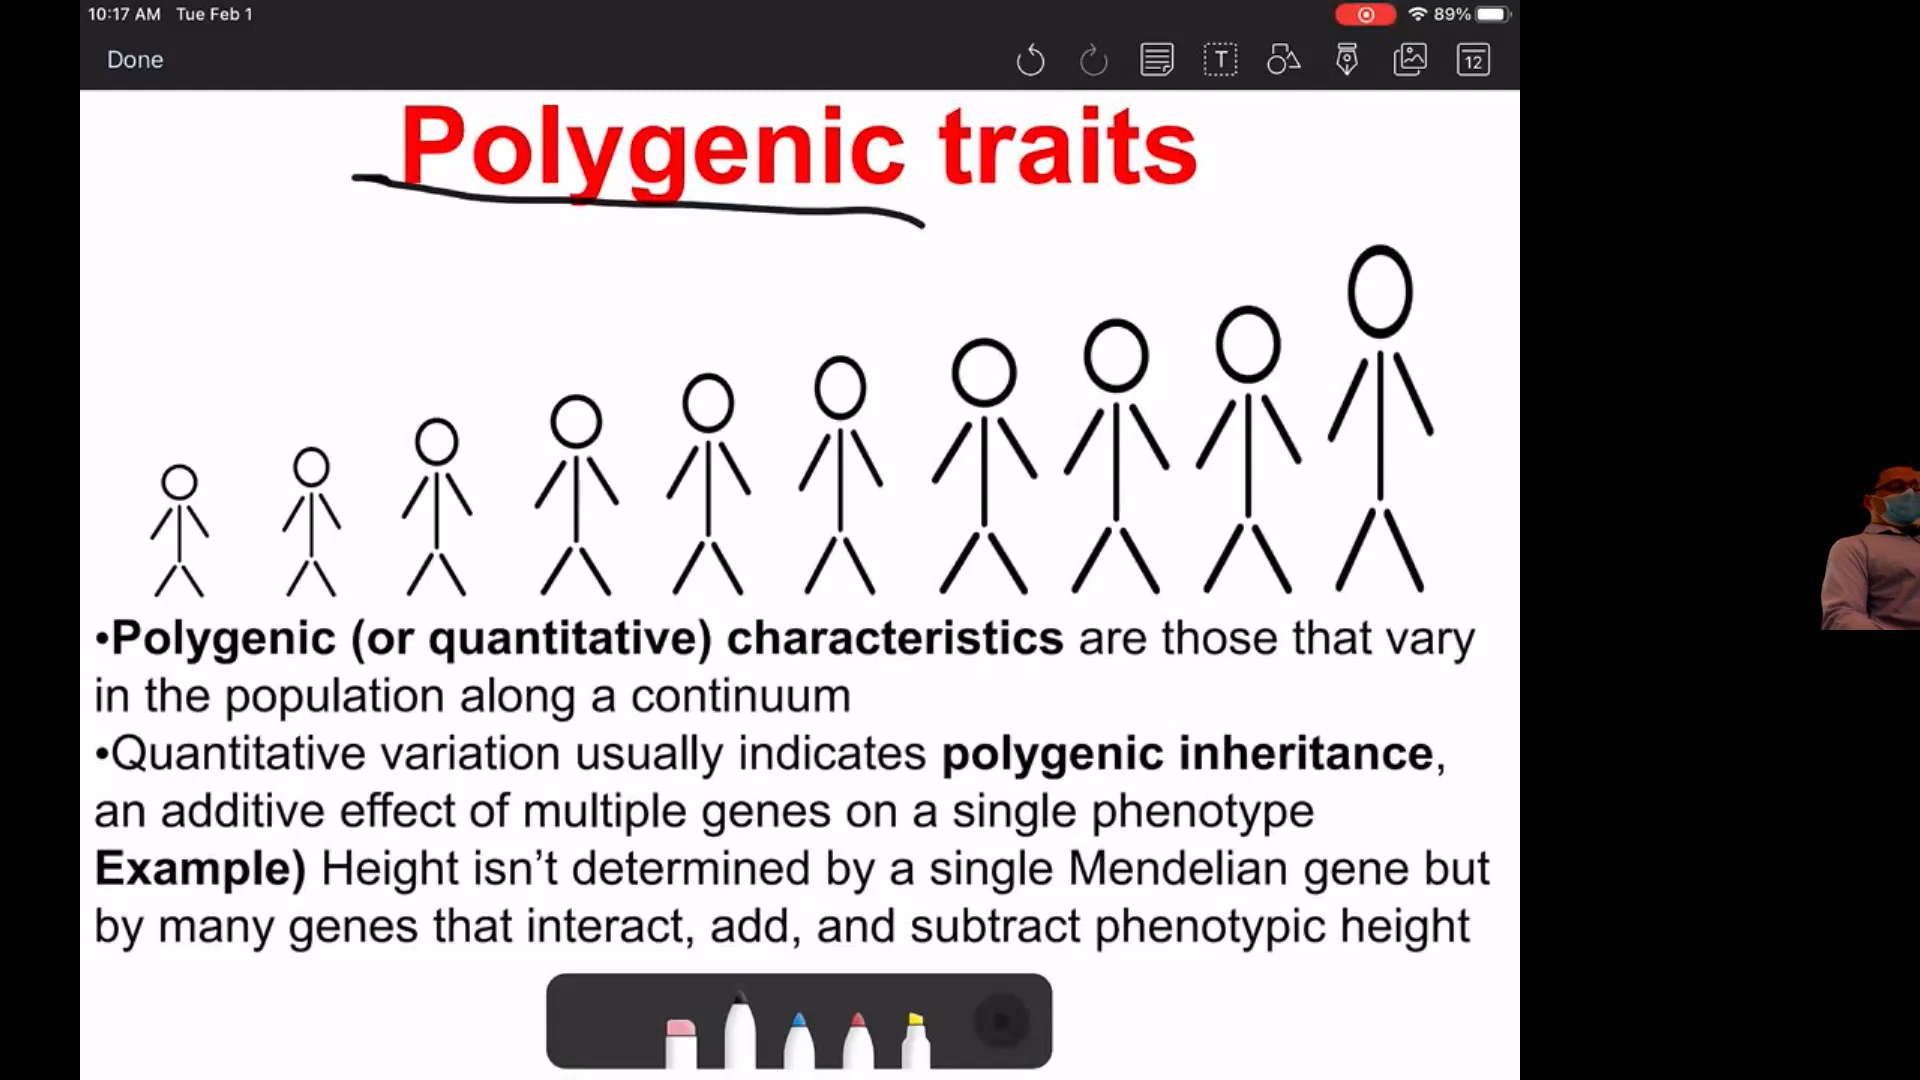 10:17 AM Tue Feb 1
89%
Done
T
12
Polygenic traits
•Polygenic (or quantitative) characteristics are those that vary
in the population along a continuum
•Quantitative variation usually indicates polygenic inheritance,
an additive effect of multiple genes on a single phenotype
Example) Height isn’t determined by a single Mendelian gene but
by many genes that interact, add, and subtract phenotypic height